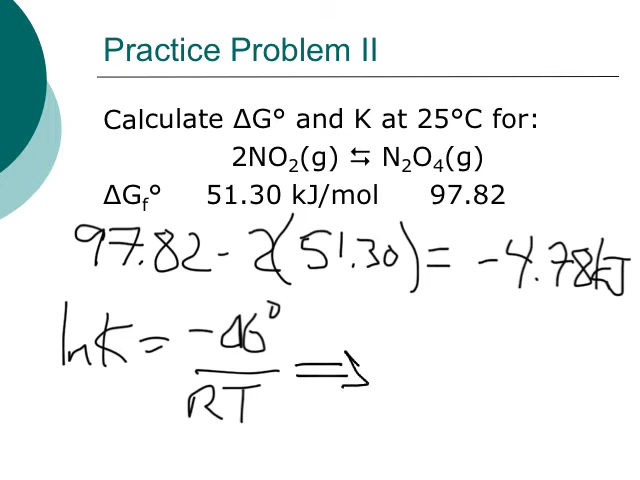 Practice Problem II
Calculate ΔG° and K at 25°C for:
2NO₂(g) ⇆ N₂O₄(g)
ΔGf° 51.30 kJ/mol 97.82
97.82 - 2(51.30) = -4.78kJ
lnK = -ΔG°/RT ⇒